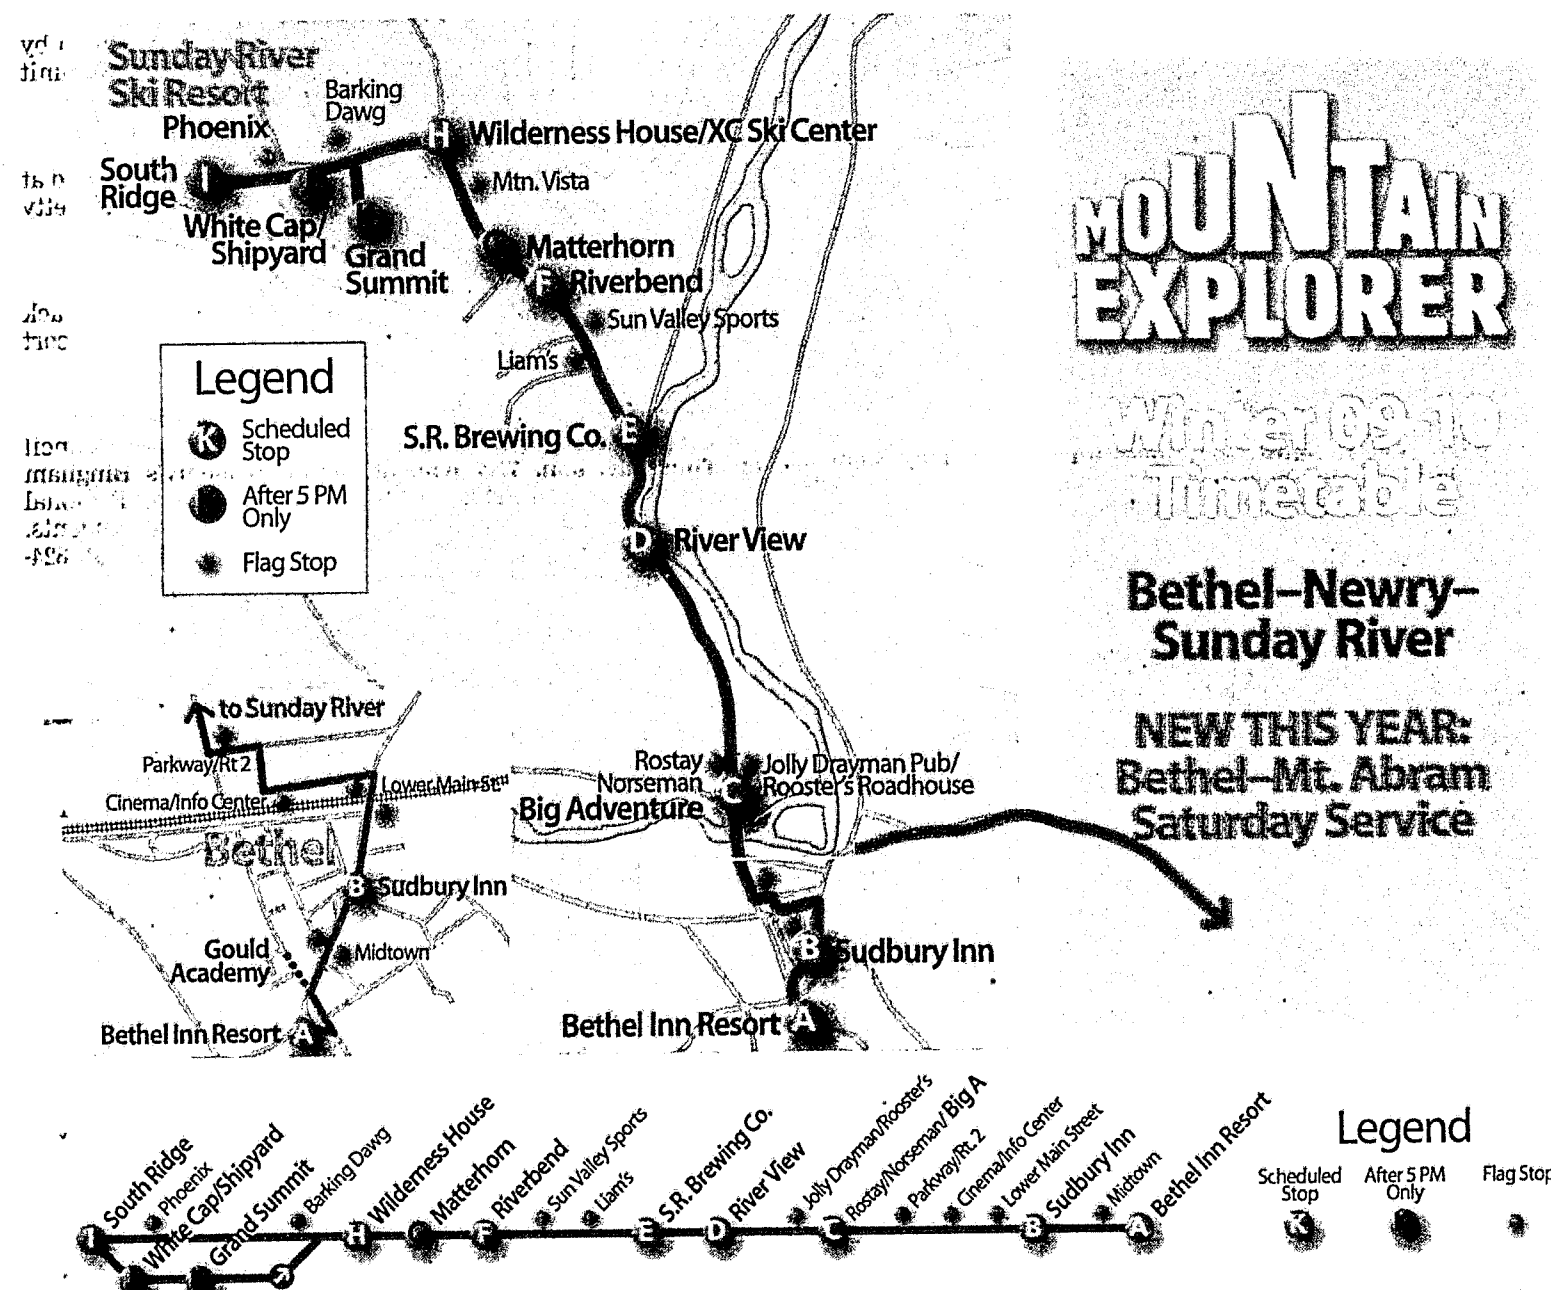 Sunday River
Ski Resort
Phoenix
Barking
Dawg
H
Wilderness House/XC Ski Center
South
Ridge
I
Mtn. Vista
White Cap/
Shipyard
Grand
Summit
Matterhorn
F
Riverbend
Sun Valley Sports
Liam's
Legend
K
Scheduled
Stop
After 5 PM
Only
Flag Stop
S.R. Brewing Co.
E
D
River View
MOUNTAIN
EXPLORER
Winter 09-10
Timetable
Bethel–Newry–
Sunday River
NEW THIS YEAR:
Bethel–Mt. Abram
Saturday Service
to Sunday River
Parkway/Rt 2
Cinema/Info Center
Lower Main St.
Bethel
B
Sudbury Inn
Gould
Academy
Midtown
Bethel Inn Resort
A
Rostay
Norseman
Big Adventure
C
Jolly Drayman Pub/
Rooster's Roadhouse
B
Sudbury Inn
Bethel Inn Resort
A
South Ridge
Phoenix
White Cap/Shipyard
Grand Summit
Barking Dawg
Wilderness House
Matterhorn
Riverbend
Sun Valley Sports
Liam's
S.R. Brewing Co.
River View
Jolly Drayman/Rooster's
Rostay/Norseman/Big A
Parkway/Rt. 2
Cinema/Info Center
Lower Main Street
Sudbury Inn
Midtown
Bethel Inn Resort
I
H
F
E
D
C
B
A
Legend
Scheduled
Stop
After 5 PM
Only
Flag Stop
K